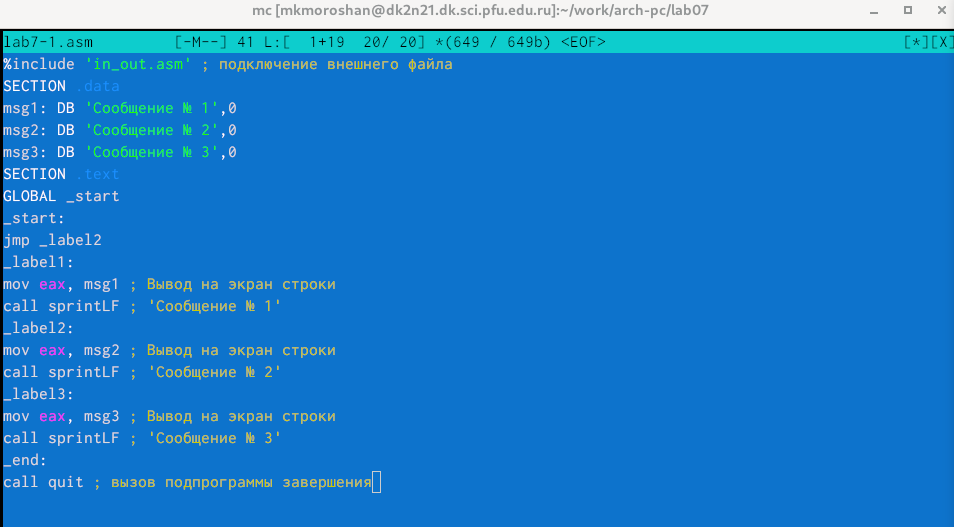 mc [mkmoroshan@dk2n21.dk.sci.pfu.edu.ru]:~/work/arch-pc/lab07
lab7-1.asm [-M--] 41 L:[ 1+19 20/ 20] *(649 / 649b) <EOF> [*][X]
%include 'in_out.asm' ; подключение внешнего файла
SECTION .data
msg1: DB 'Сообщение № 1',0
msg2: DB 'Сообщение № 2',0
msg3: DB 'Сообщение № 3',0
SECTION .text
GLOBAL _start
_start:
jmp _label2
_label1:
mov eax, msg1 ; Вывод на экран строки
call sprintLF ; 'Сообщение № 1'
_label2:
mov eax, msg2 ; Вывод на экран строки
call sprintLF ; 'Сообщение № 2'
_label3:
mov eax, msg3 ; Вывод на экран строки
call sprintLF ; 'Сообщение № 3'
_end:
call quit ; вызов подпрограммы завершения